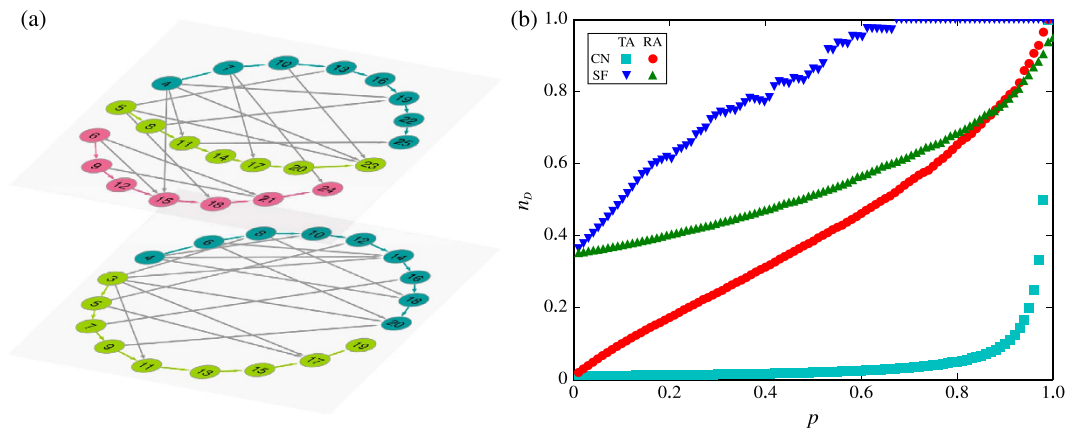 (a)
4 7 10 13 16 19 22 25
5 8 11 14 17 20 23
6 9 12 15 18 21 24
4 6 8 10 12 14 16 18 20
3 5 7 9 11 13 15 17 19
(b)
1.0
0.8
0.6
0.4
0.2
0
n_D
TA RA
CN
SF
0.2 0.4 0.6 0.8 1.0
p